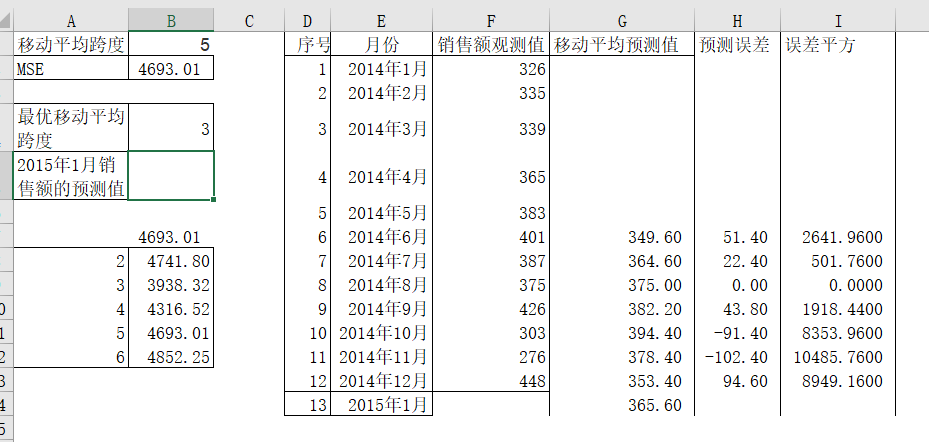 A B C D E F G H I
移动平均跨度 5 序号 月份 销售额观测值 移动平均预测值 预测误差 误差平方
MSE 4693.01 1 2014年1月 326
2 2014年2月 335
最优移动平均
跨度 3 3 2014年3月 339
2015年1月销
售额的预测值 4 2014年4月 365
5 2014年5月 383
4693.01 6 2014年6月 401 349.60 51.40 2641.9600
2 4741.80 7 2014年7月 387 364.60 22.40 501.7600
3 3938.32 8 2014年8月 375 375.00 0.00 0.0000
4 4316.52 9 2014年9月 426 382.20 43.80 1918.4400
5 4693.01 10 2014年10月 303 394.40 -91.40 8353.9600
6 4852.25 11 2014年11月 276 378.40 -102.40 10485.7600
12 2014年12月 448 353.40 94.60 8949.1600
13 2015年1月 365.60